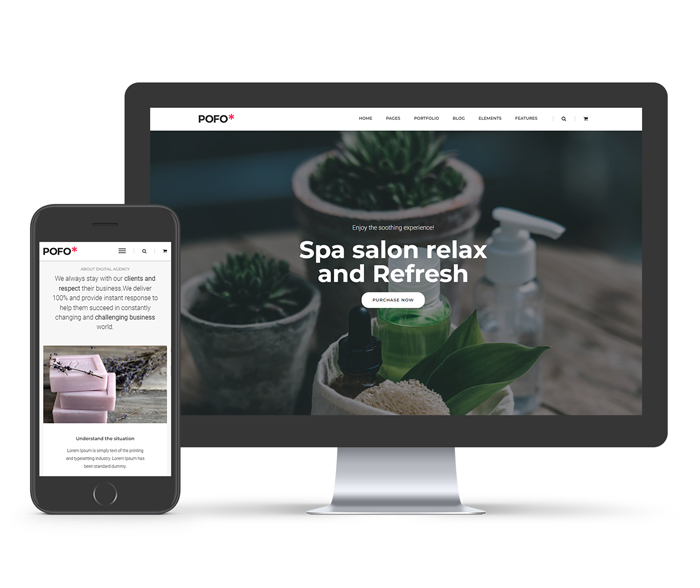 POFO*
HOME PAGES PORTFOLIO BLOG ELEMENTS FEATURES
Enjoy the soothing experience!
Spa salon relax
and Refresh
PURCHASE NOW
POFO*
ABOUT DIGITAL AGENCY
We always stay with our clients and
respect their business.We deliver
100% and provide instant response to
help them succeed in constantly
changing and challenging business
world.
Understand the situation
Lorem Ipsum is simply text of the printing
and typesetting industry. Lorem Ipsum has
been standard dummy.